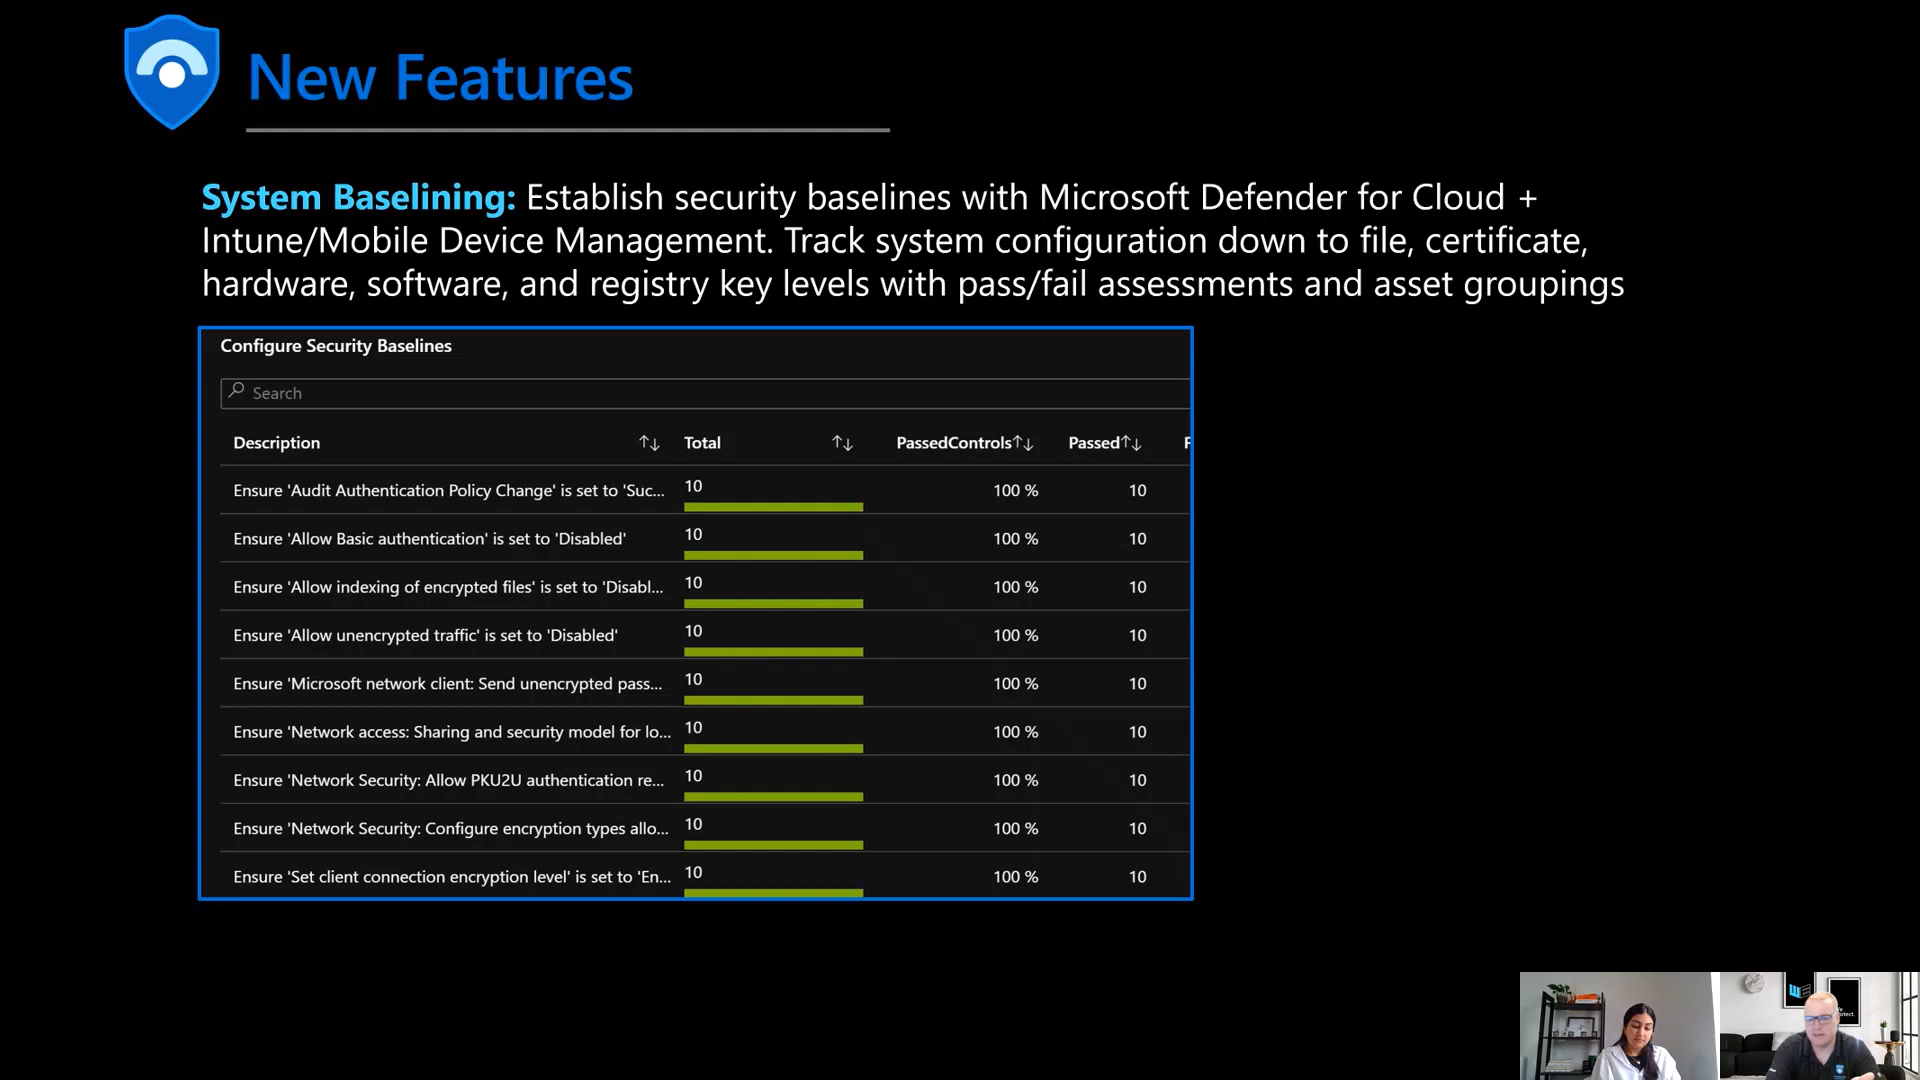 New Features
System Baselining: Establish security baselines with Microsoft Defender for Cloud +
Intune/Mobile Device Management. Track system configuration down to file, certificate,
hardware, software, and registry key levels with pass/fail assessments and asset groupings
Configure Security Baselines
Search
Description ↑↓ Total ↑↓ PassedControls↑↓ Passed↑↓ F
Ensure 'Audit Authentication Policy Change' is set to 'Suc... 10 100 % 10
Ensure 'Allow Basic authentication' is set to 'Disabled' 10 100 % 10
Ensure 'Allow indexing of encrypted files' is set to 'Disabl... 10 100 % 10
Ensure 'Allow unencrypted traffic' is set to 'Disabled' 10 100 % 10
Ensure 'Microsoft network client: Send unencrypted pass... 10 100 % 10
Ensure 'Network access: Sharing and security model for lo... 10 100 % 10
Ensure 'Network Security: Allow PKU2U authentication re... 10 100 % 10
Ensure 'Network Security: Configure encryption types allo... 10 100 % 10
Ensure 'Set client connection encryption level' is set to 'En... 10 100 % 10